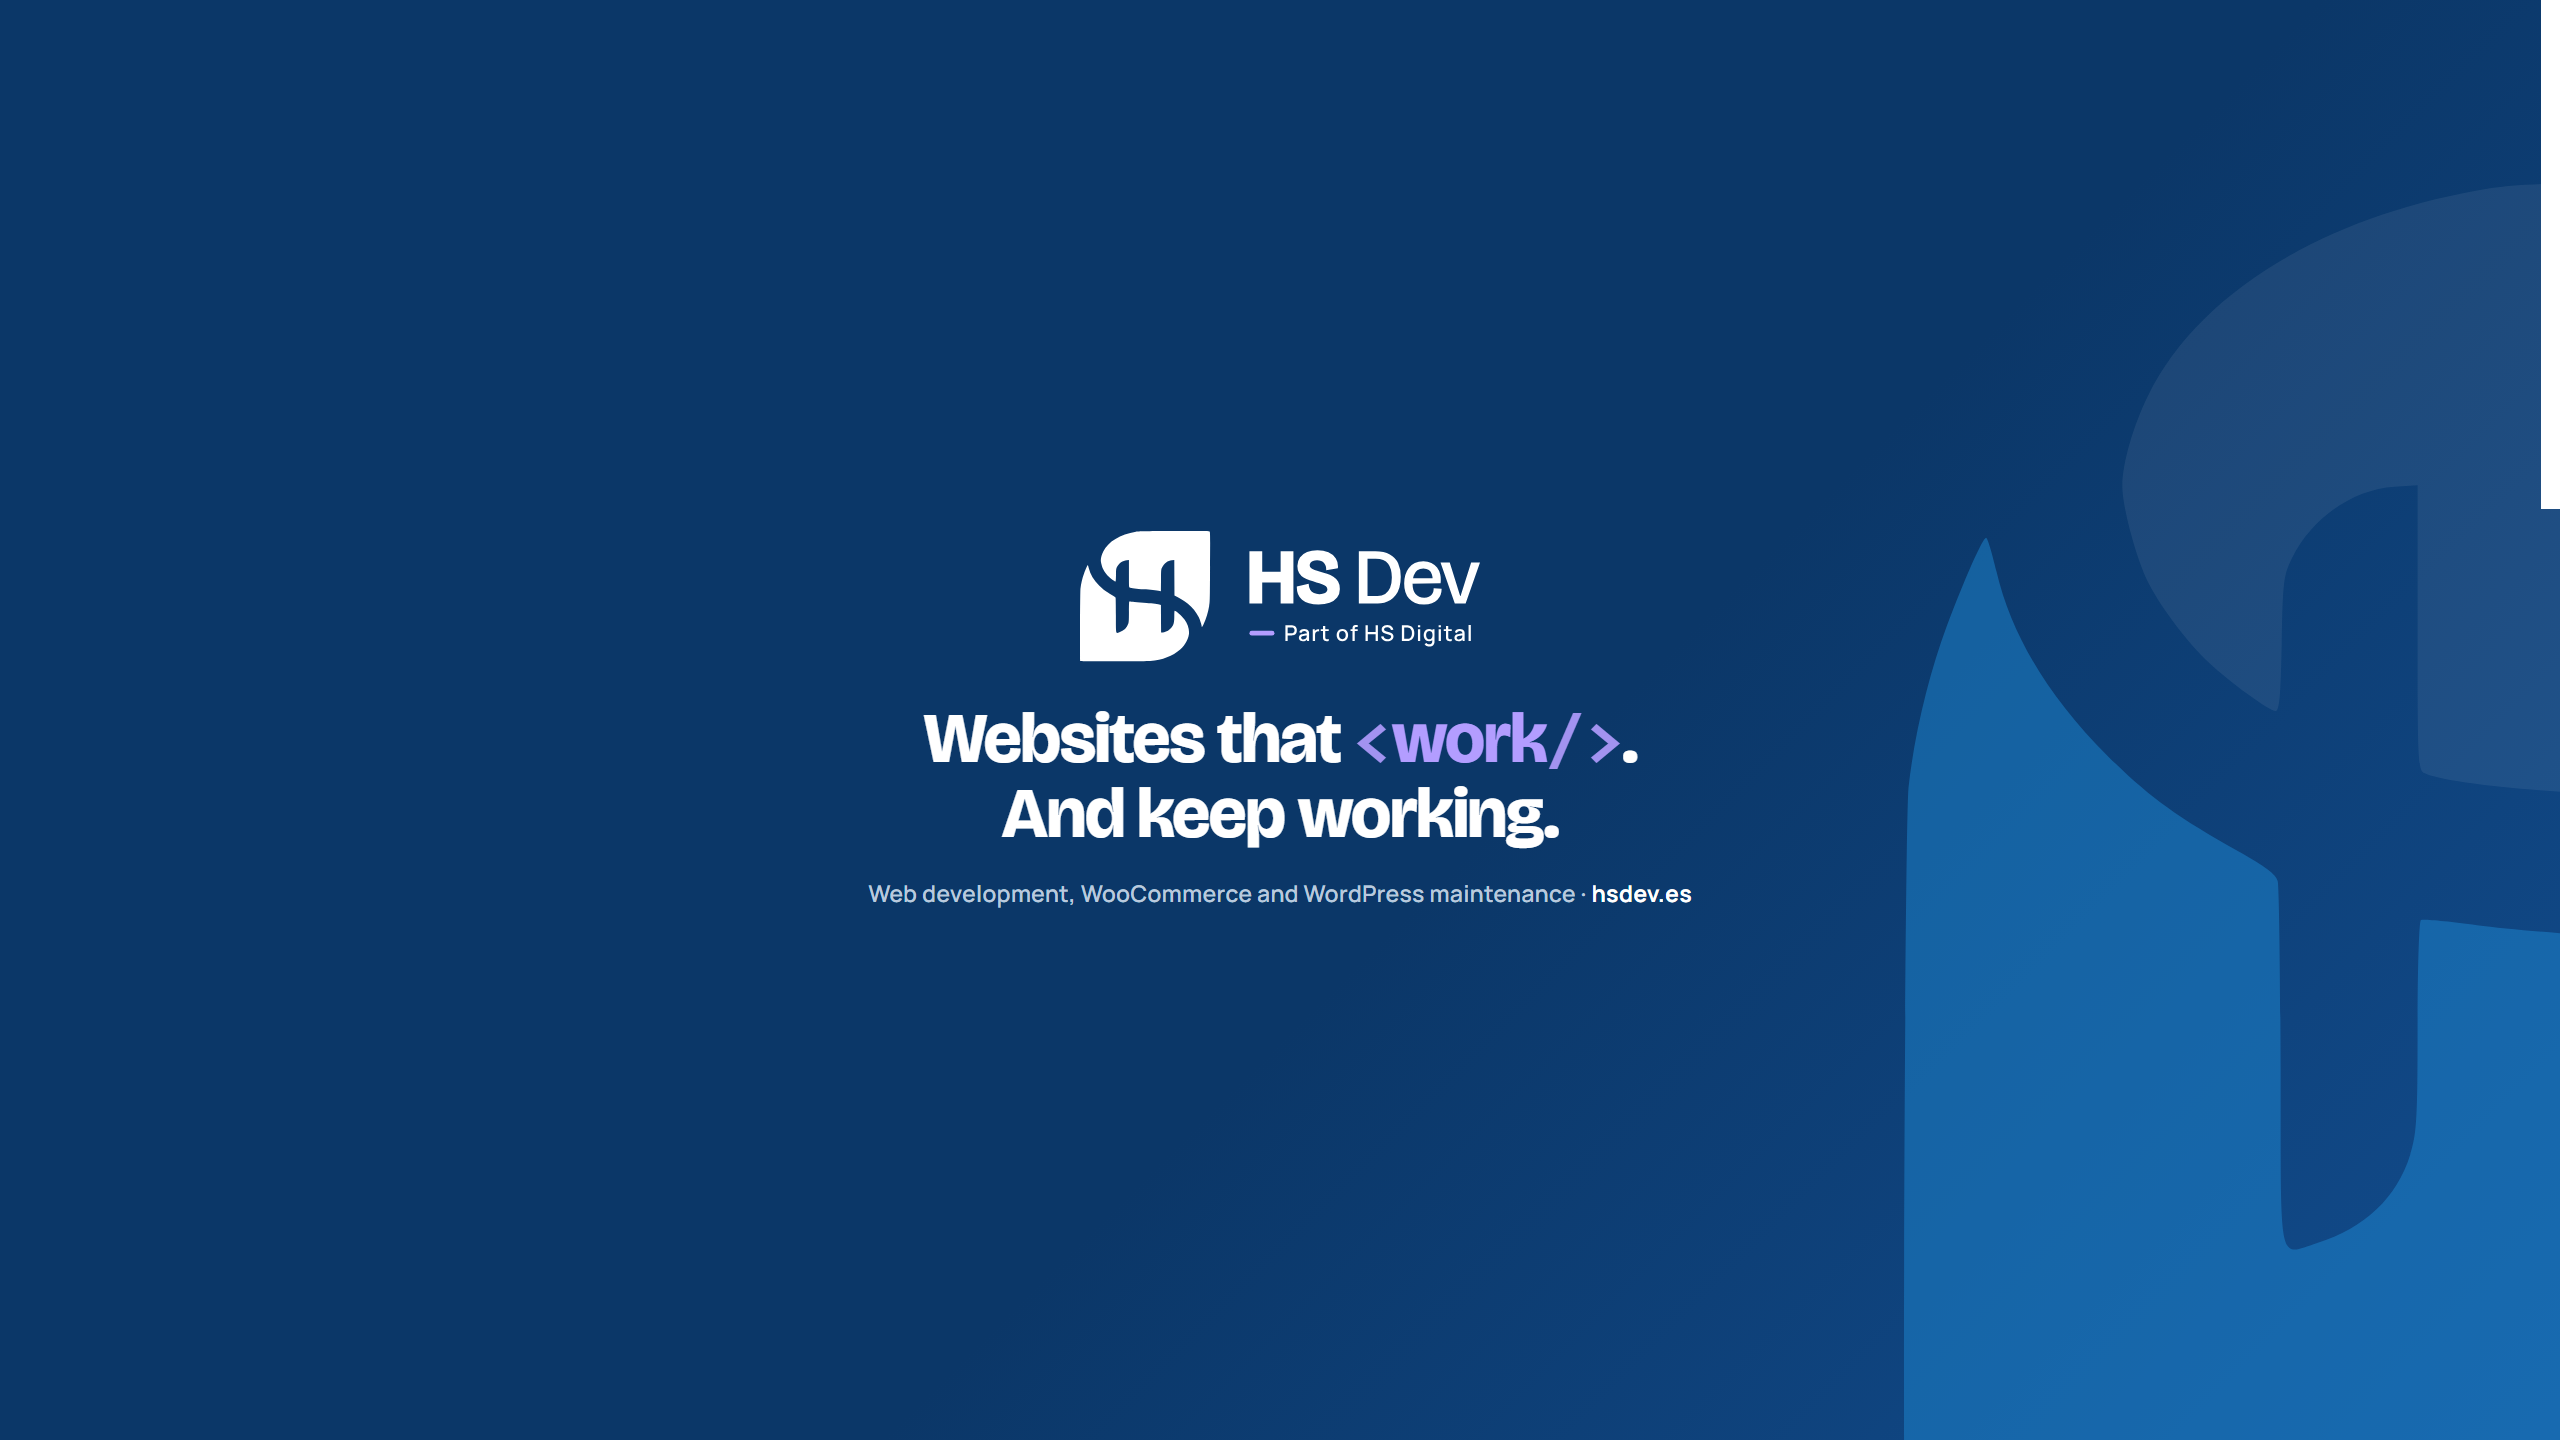 HS Dev
Part of HS Digital
Websites that <work/>.
And keep working.
Web development, WooCommerce and WordPress maintenance · hsdev.es